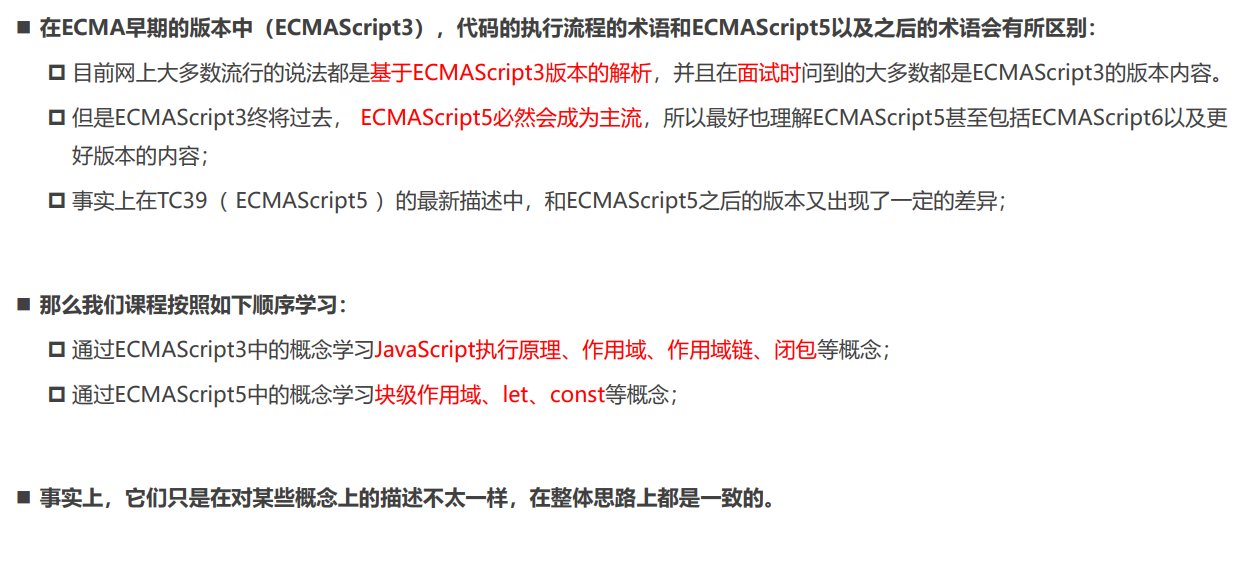 ■ 在ECMA早期的版本中（ECMAScript3），代码的执行流程的术语和ECMAScript5以及之后的术语会有所区别：
目前网上大多数流行的说法都是基于ECMAScript3版本的解析，并且在面试时问到的大多数都是ECMAScript3的版本内容。
但是ECMAScript3终将过去， ECMAScript5必然会成为主流，所以最好也理解ECMAScript5甚至包括ECMAScript6以及更
好版本的内容；
事实上在TC39（ ECMAScript5 ）的最新描述中，和ECMAScript5之后的版本又出现了一定的差异；
■ 那么我们课程按照如下顺序学习：
通过ECMAScript3中的概念学习JavaScript执行原理、作用域、作用域链、闭包等概念；
通过ECMAScript5中的概念学习块级作用域、let、const等概念；
■ 事实上，它们只是在对某些概念上的描述不太一样，在整体思路上都是一致的。